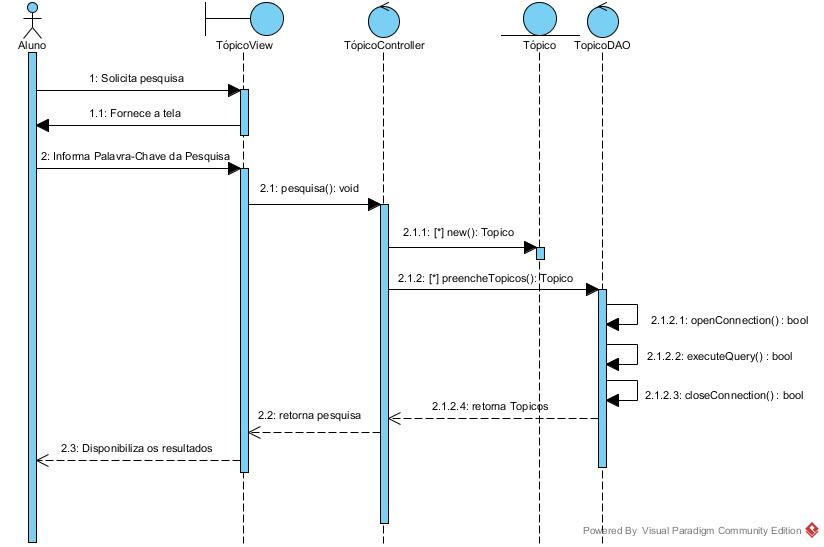 Aluno
TópicoView
TópicoController
Tópico
TopicoDAO
1: Solicita pesquisa
1.1: Fornece a tela
2: Informa Palavra-Chave da Pesquisa
2.1: pesquisa(): void
2.1.1: [*] new(): Topico
2.1.2: [*] preencheTopicos(): Topico
2.1.2.1: openConnection() : bool
2.1.2.2: executeQuery() : bool
2.1.2.3: closeConnection() : bool
2.1.2.4: retorna Topicos
2.2: retorna pesquisa
2.3: Disponibiliza os resultados
Powered By Visual Paradigm Community Edition